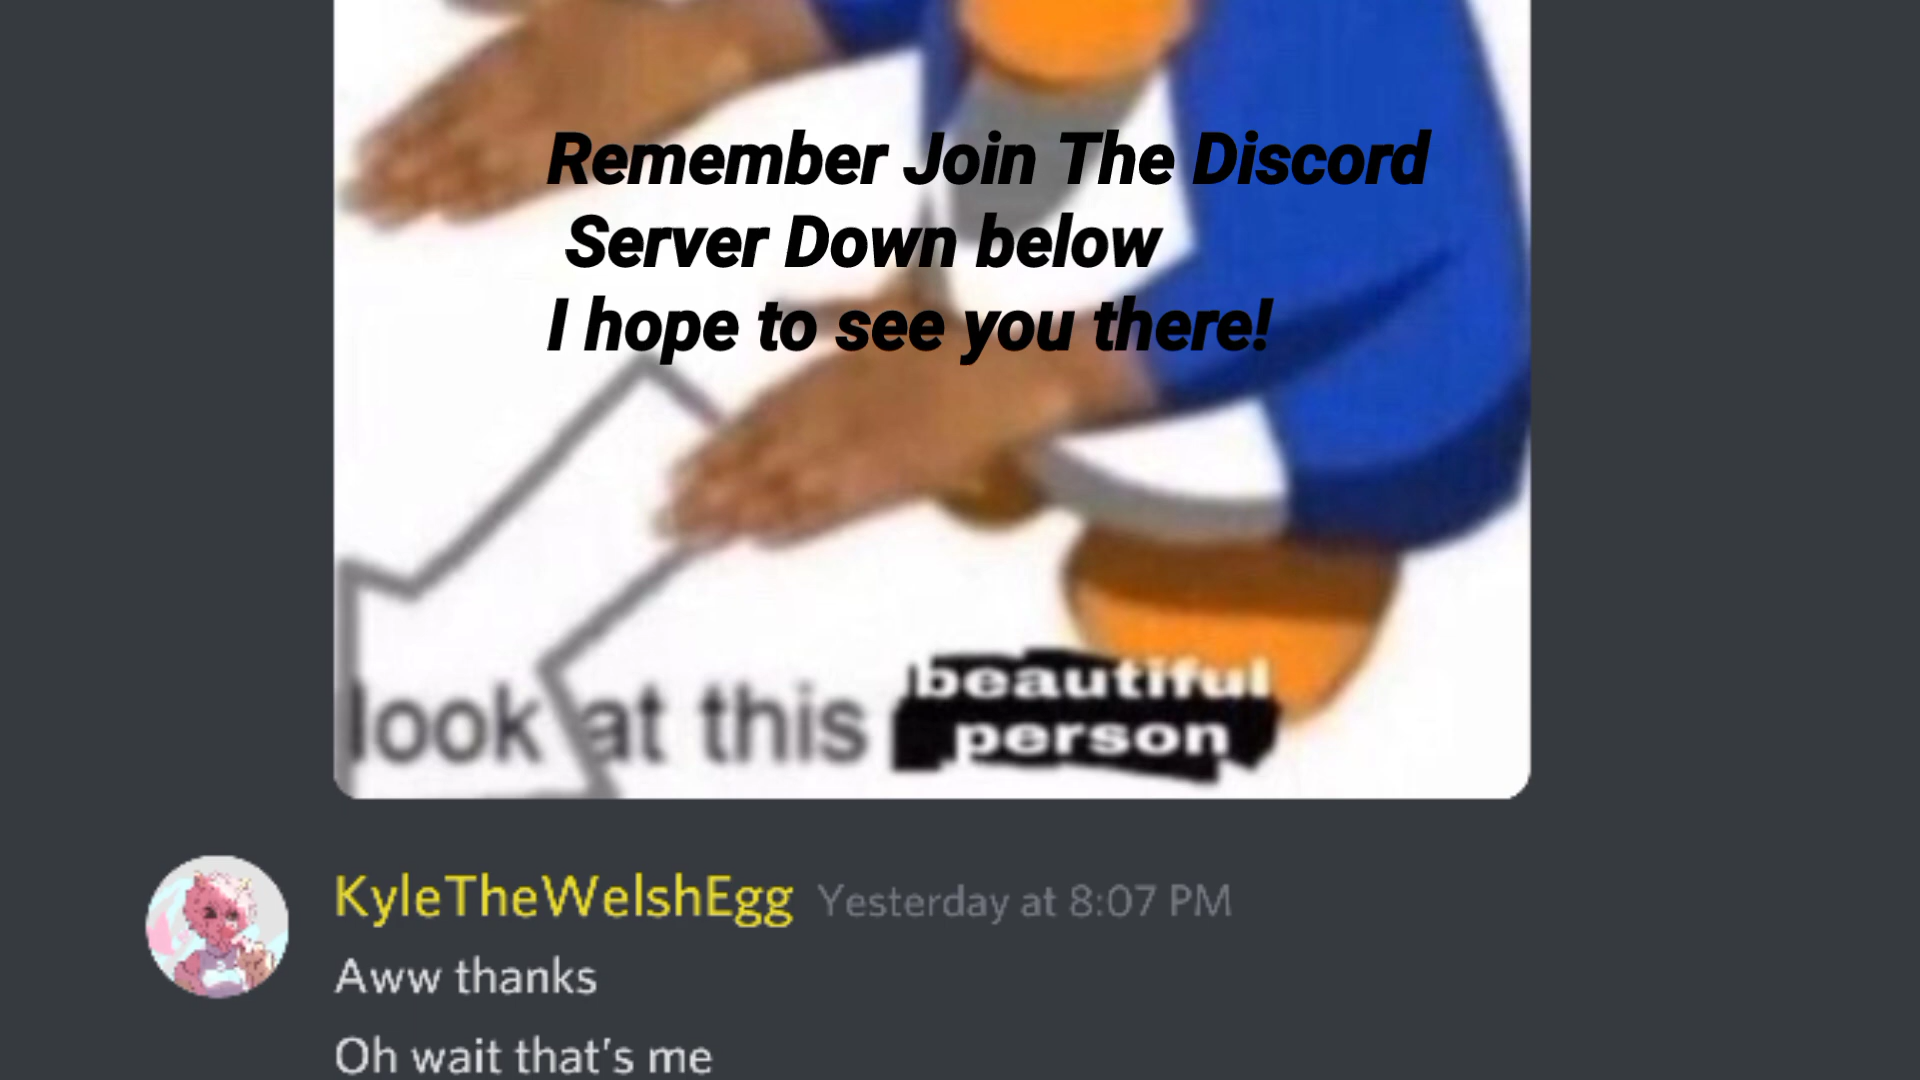 Remember Join The Discord
Server Down below
I hope to see you there!
look at this beautiful
person
KyleTheWelshEgg Yesterday at 8:07 PM
Aww thanks
Oh wait that's me